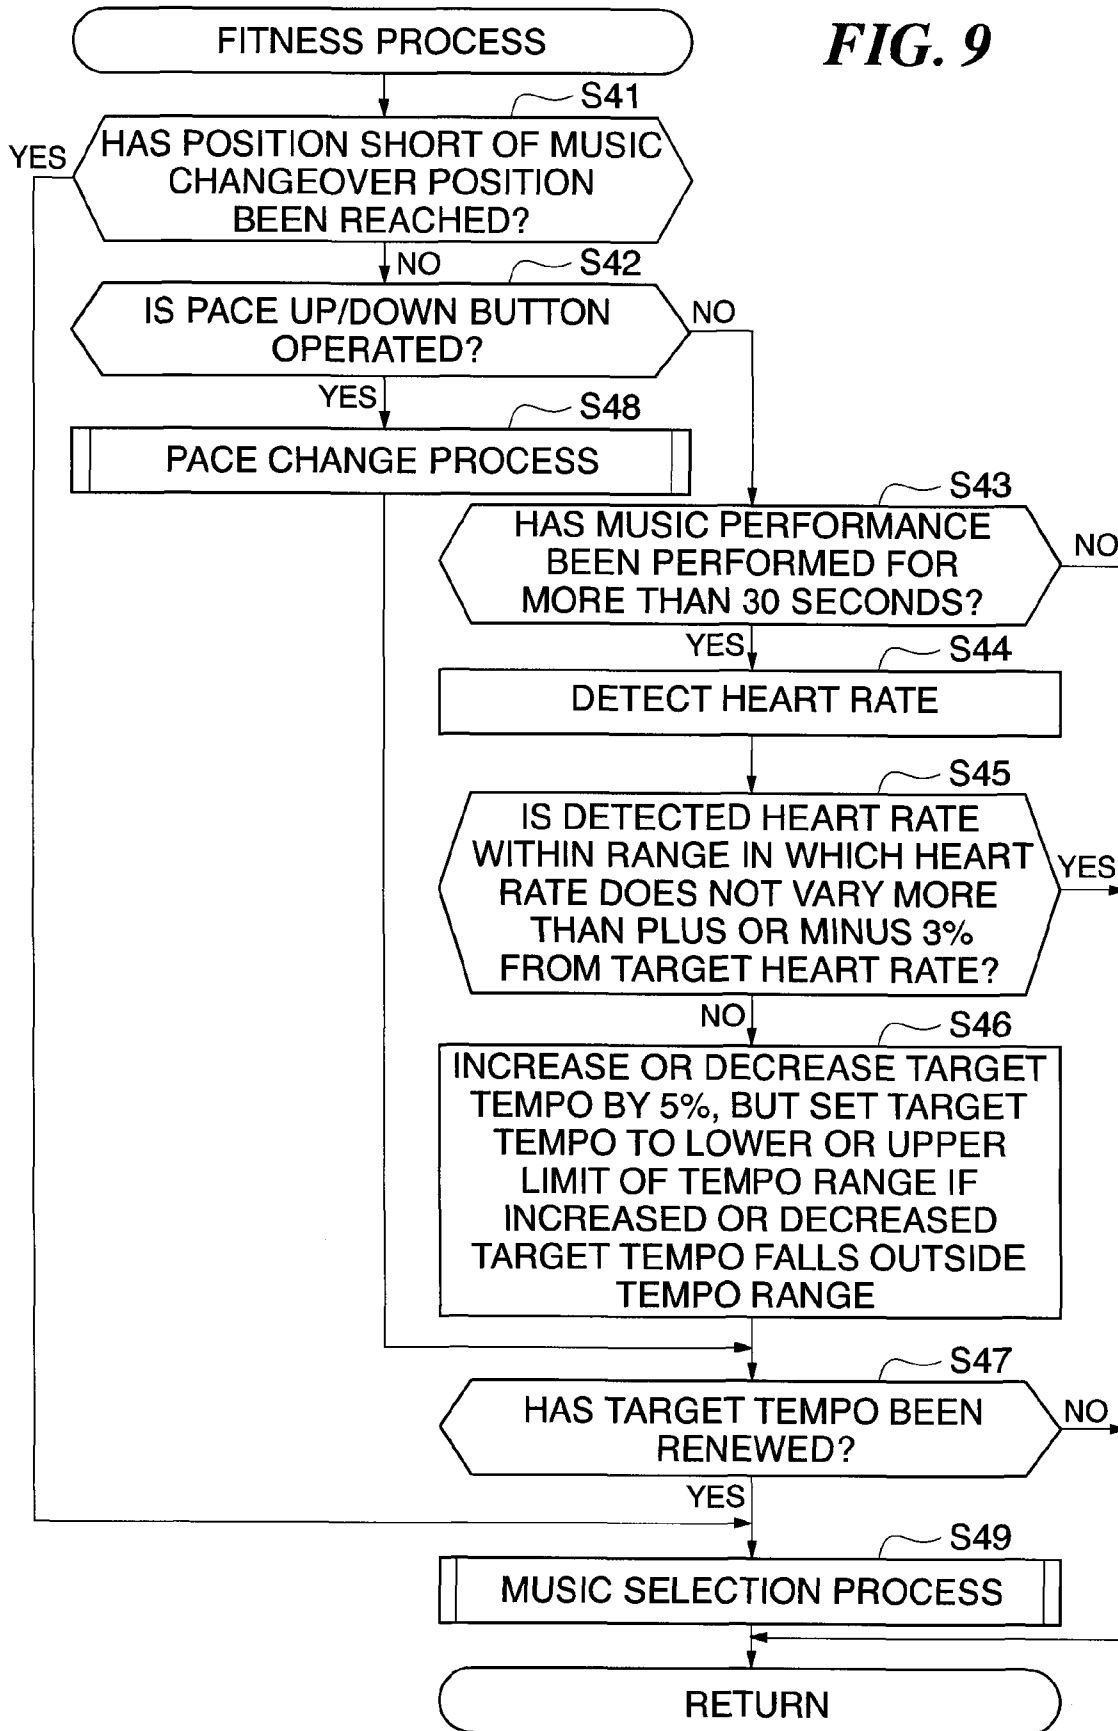 FITNESS PROCESS
FIG. 9
S41
HAS POSITION SHORT OF MUSIC
CHANGEOVER POSITION
BEEN REACHED?
YES
NO
S42
IS PACE UP/DOWN BUTTON
OPERATED?
NO
YES
S48
PACE CHANGE PROCESS
S43
HAS MUSIC PERFORMANCE
BEEN PERFORMED FOR
MORE THAN 30 SECONDS?
NO
YES
S44
DETECT HEART RATE
S45
IS DETECTED HEART RATE
WITHIN RANGE IN WHICH HEART
RATE DOES NOT VARY MORE
THAN PLUS OR MINUS 3%
FROM TARGET HEART RATE?
YES
NO
S46
INCREASE OR DECREASE TARGET
TEMPO BY 5%, BUT SET TARGET
TEMPO TO LOWER OR UPPER
LIMIT OF TEMPO RANGE IF
INCREASED OR DECREASED
TARGET TEMPO FALLS OUTSIDE
TEMPO RANGE
S47
HAS TARGET TEMPO BEEN
RENEWED?
NO
YES
S49
MUSIC SELECTION PROCESS
RETURN